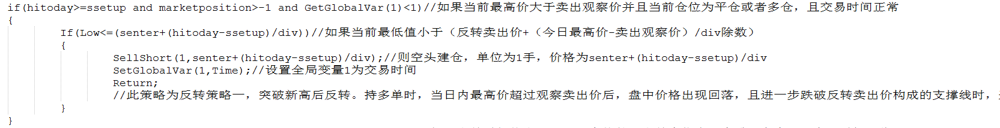 if(hitoday>=ssetup and marketposition>-1 and GetGlobalVar(1)<1)//如果当前最高价大于卖出观察价并且当前仓位为平仓或者多仓，且交易时间正常
{
If(Low<=(senter+(hitoday-ssetup)/div))//如果当前最低值小于（反转卖出价+（今日最高价-卖出观察价）/div除数）
{
SellShort(1,senter+(hitoday-ssetup)/div);//则空头建仓，单位为1手，价格为senter+(hitoday-ssetup)/div
SetGlobalVar(1,Time);//设置全局变量1为交易时间
Return;
//此策略为反转策略一，突破新高后反转。持多单时，当日内最高价超过观察卖出价后，盘中价格出现回落，且进一步跌破反转卖出价构成的支撑线时，
}
}